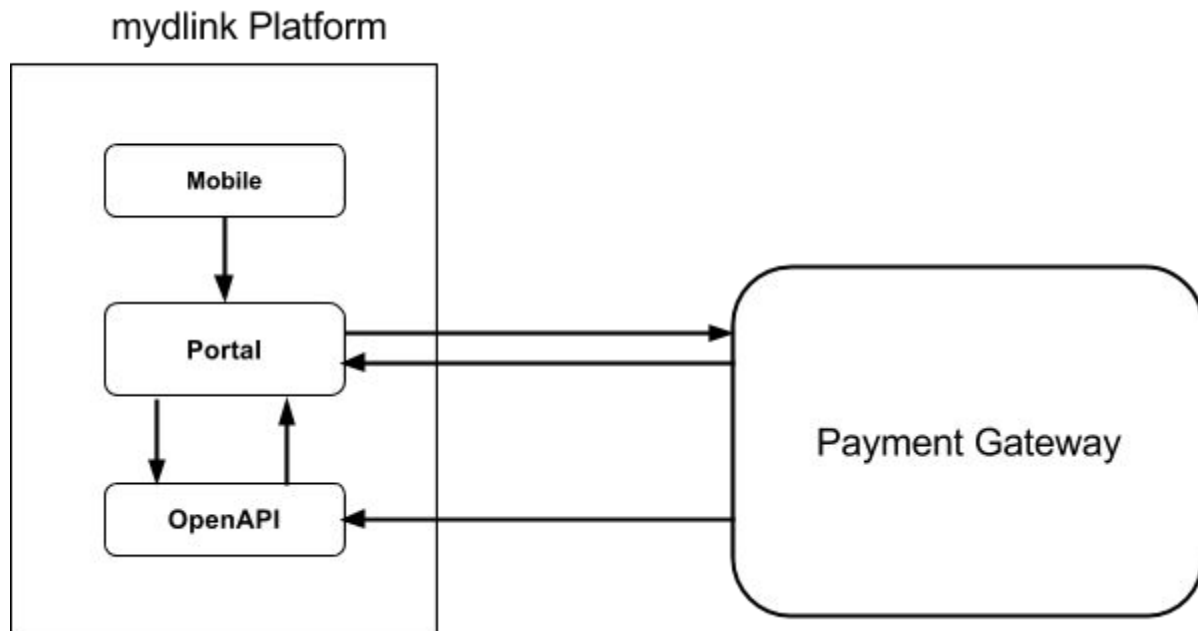 mydlink Platform
Mobile
Portal
Payment Gateway
OpenAPI